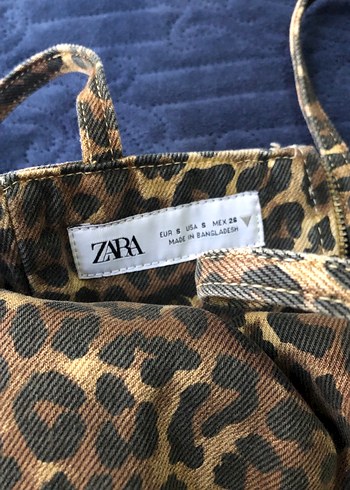 ZARA
EUR S USA S MEX 26
MADE IN BANGLADESH